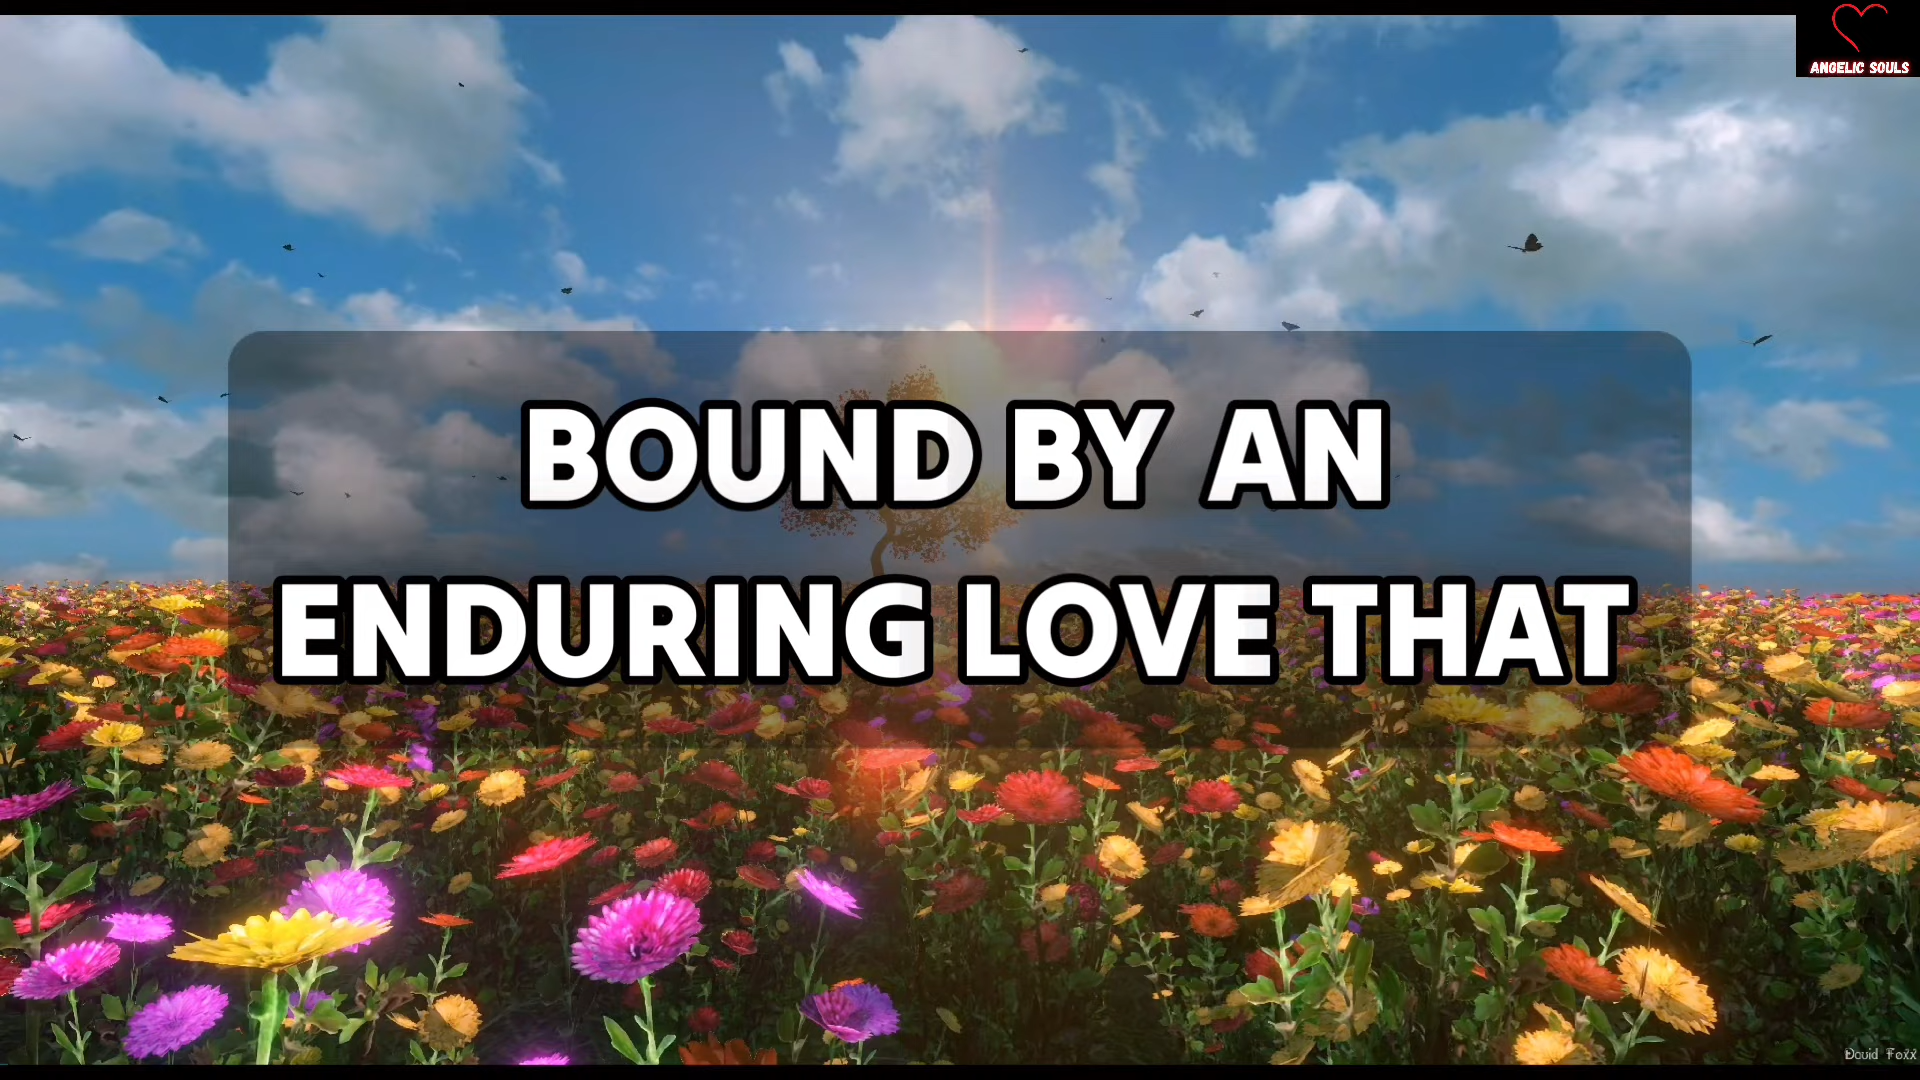 ANGELIC SOULS
BOUND BY AN
ENDURING LOVE THAT
David Foxx